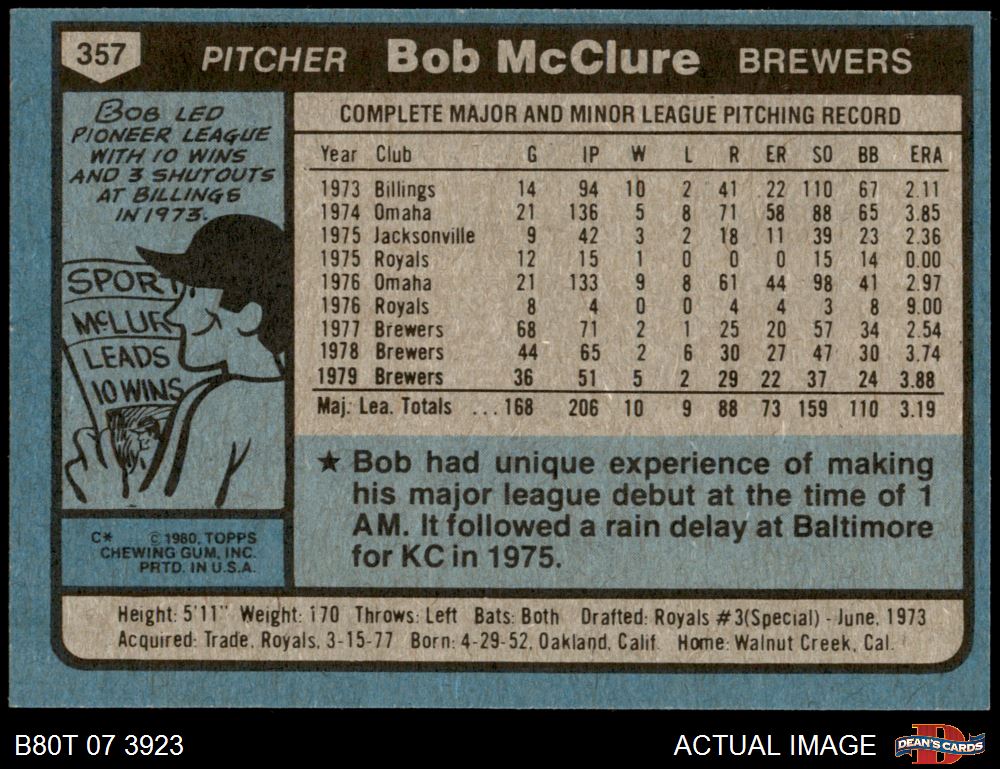 357 PITCHER Bob McClure BREWERS
BOB LED
PIONEER LEAGUE
WITH 10 WINS
AND 3 SHUTOUTS
AT BILLINGS
IN 1973.
SPORT
McLUR
LEADS
10 WINS
C* © 1980, TOPPS
CHEWING GUM, INC.
PRTD. IN U.S.A.
COMPLETE MAJOR AND MINOR LEAGUE PITCHING RECORD
Year Club G IP W L R ER SO BB ERA
1973 Billings 14 94 10 2 41 22 110 67 2.11
1974 Omaha 21 136 5 8 71 58 88 65 3.85
1975 Jacksonville 9 42 3 2 18 11 39 23 2.36
1975 Royals 12 15 1 0 0 0 15 14 0.00
1976 Omaha 21 133 9 8 61 44 98 41 2.97
1976 Royals 8 4 0 0 4 4 3 8 9.00
1977 Brewers 68 71 2 1 25 20 57 34 2.54
1978 Brewers 44 65 2 6 30 27 47 30 3.74
1979 Brewers 36 51 5 2 29 22 37 24 3.88
Maj. Lea. Totals ...168 206 10 9 88 73 159 110 3.19
★ Bob had unique experience of making
his major league debut at the time of 1
AM. It followed a rain delay at Baltimore
for KC in 1975.
Height: 5'11" Weight: 170 Throws: Left Bats: Both Drafted: Royals #3(Special) - June, 1973
Acquired: Trade, Royals, 3-15-77 Born: 4-29-52, Oakland, Calif. Home: Walnut Creek, Cal.
B80T 07 3923 ACTUAL IMAGE DEAN'S CARDS